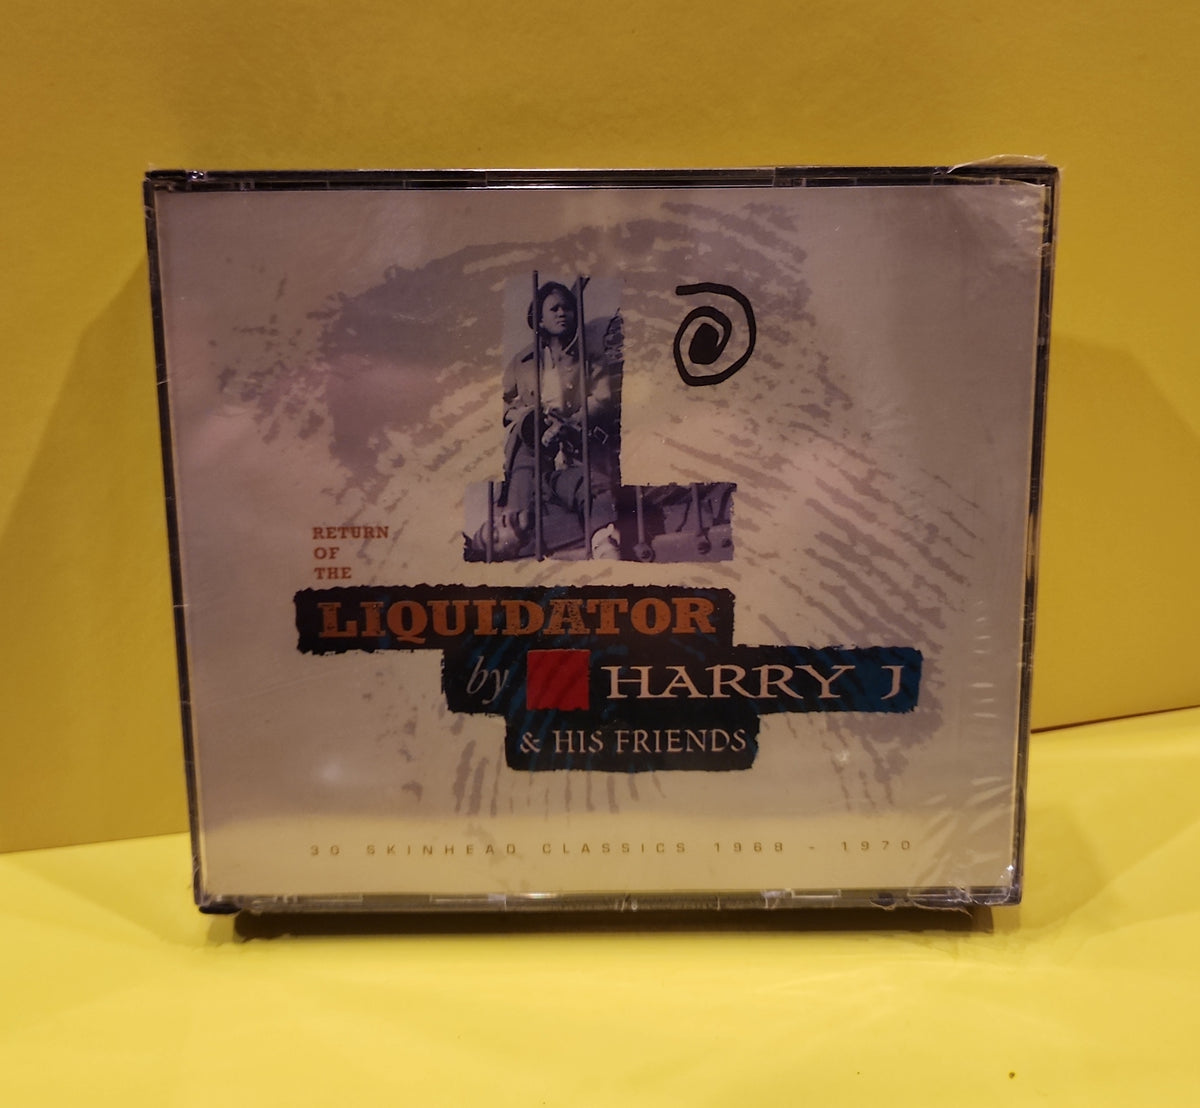 RETURN
OF
THE
LIQUIDATOR
by HARRY J
& HIS FRIENDS
30 SKINHEAD CLASSICS 1968 - 1970